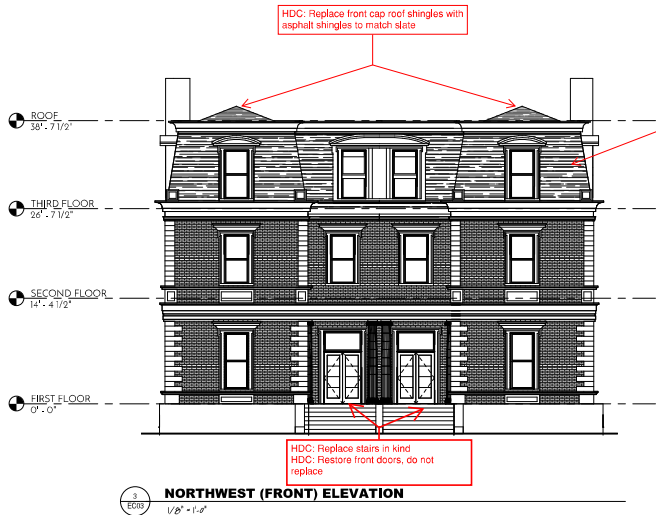 HDC: Replace front cap roof shingles with
asphalt shingles to match slate
ROOF
38' - 7 1/2"
THIRD FLOOR
26' - 7 1/2"
SECOND FLOOR
14' - 4 1/2"
FIRST FLOOR
0' - 0"
HDC: Replace stairs in kind
HDC: Restore front doors, do not
replace
3
EC03
NORTHWEST (FRONT) ELEVATION
1/8" = 1'-0"